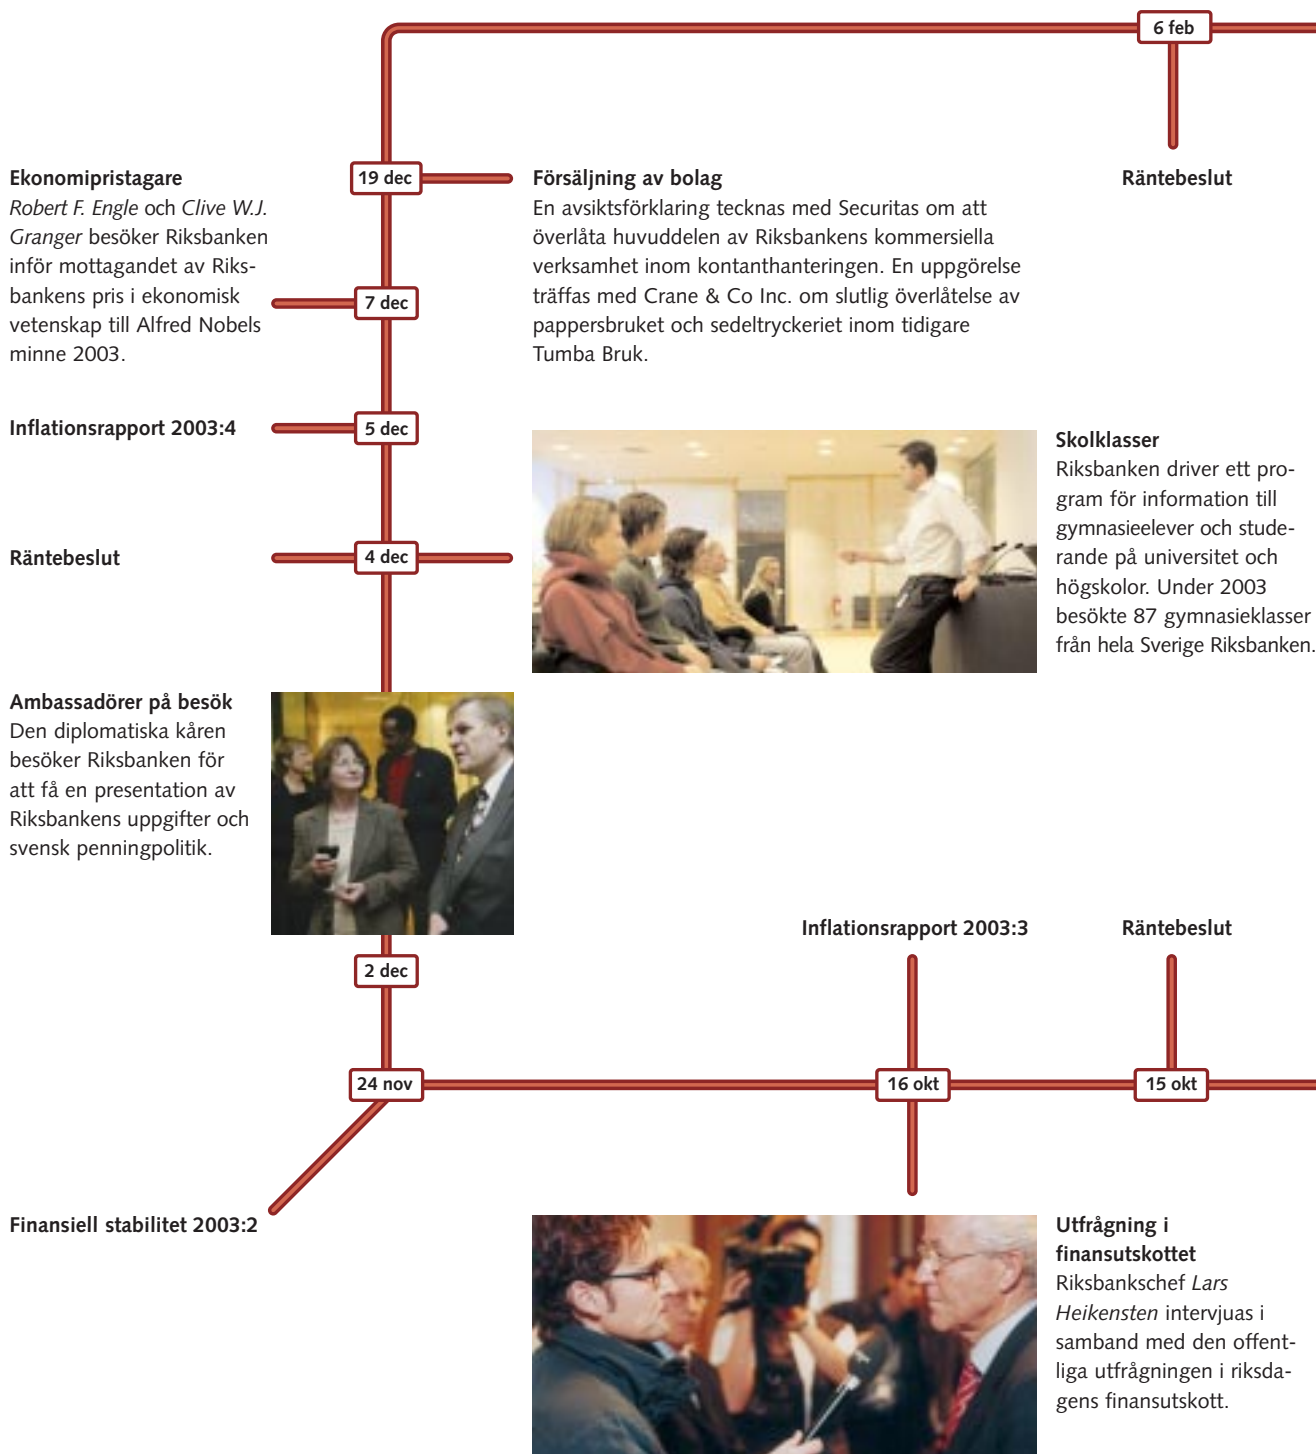 6 feb
Räntebeslut
19 dec
Försäljning av bolag
En avsiktsförklaring tecknas med Securitas om att
överlåta huvuddelen av Riksbankens kommersiella
verksamhet inom kontanthanteringen. En uppgörelse
träffas med Crane & Co Inc. om slutlig överlåtelse av
pappersbruket och sedeltryckeriet inom tidigare
Tumba Bruk.
Ekonomipristagare
Robert F. Engle och Clive W.J.
Granger besöker Riksbanken
inför mottagandet av Riks-
bankens pris i ekonomisk
vetenskap till Alfred Nobels
minne 2003.
7 dec
Inflationsrapport 2003:4
5 dec
Skolklasser
Riksbanken driver ett pro-
gram för information till
gymnasieelever och stude-
rande på universitet och
högskolor. Under 2003
besökte 87 gymnasieklasser
från hela Sverige Riksbanken.
Räntebeslut
4 dec
Ambassadörer på besök
Den diplomatiska kåren
besöker Riksbanken för
att få en presentation av
Riksbankens uppgifter och
svensk penningpolitik.
2 dec
Inflationsrapport 2003:3
Räntebeslut
24 nov
16 okt
15 okt
Finansiell stabilitet 2003:2
Utfrågning i
finansutskottet
Riksbankschef Lars
Heikensten intervjuas i
samband med den offent-
liga utfrågningen i riksda-
gens finansutskott.